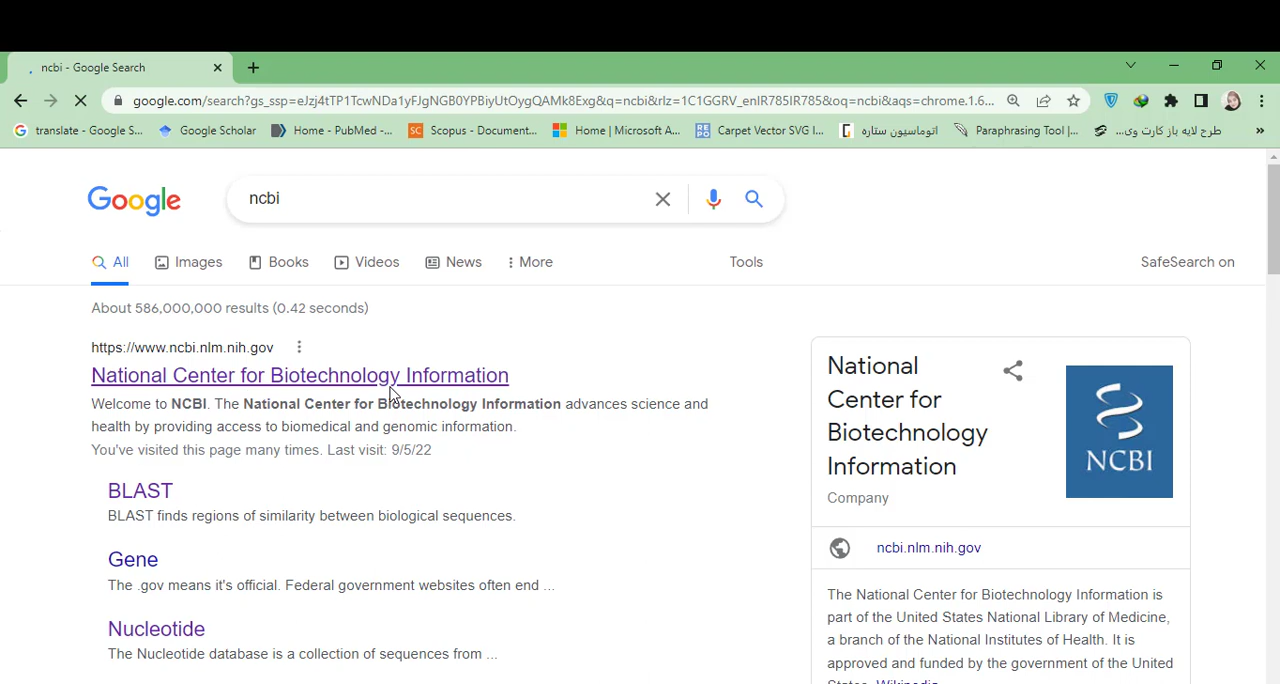 ncbi - Google Search
google.com/search?gs_ssp=eJzj4tTP1TcwNDa1yFJgNGB0YPBiyUtOygQAMk8Exg&q=ncbi&rlz=1C1GGRV_enIR785IR785&oq=ncbi&aqs=chrome.1.6...
translate - Google S... Google Scholar Home - PubMed -... Scopus - Document... Home | Microsoft A... Carpet Vector SVG I... اتوماسیون ستاره Paraphrasing Tool |... طرح لایه باز کارت وی... »
Google ncbi
All Images Books Videos News More Tools SafeSearch on
About 586,000,000 results (0.42 seconds)
https://www.ncbi.nlm.nih.gov
National Center for Biotechnology Information
Welcome to NCBI. The National Center for Biotechnology Information advances science and
health by providing access to biomedical and genomic information.
You've visited this page many times. Last visit: 9/5/22
BLAST
BLAST finds regions of similarity between biological sequences.
Gene
The .gov means it's official. Federal government websites often end ...
Nucleotide
The Nucleotide database is a collection of sequences from ...
National
Center for
Biotechnology
Information
Company
NCBI
ncbi.nlm.nih.gov
The National Center for Biotechnology Information is
part of the United States National Library of Medicine,
a branch of the National Institutes of Health. It is
approved and funded by the government of the United
States. Wikipedia